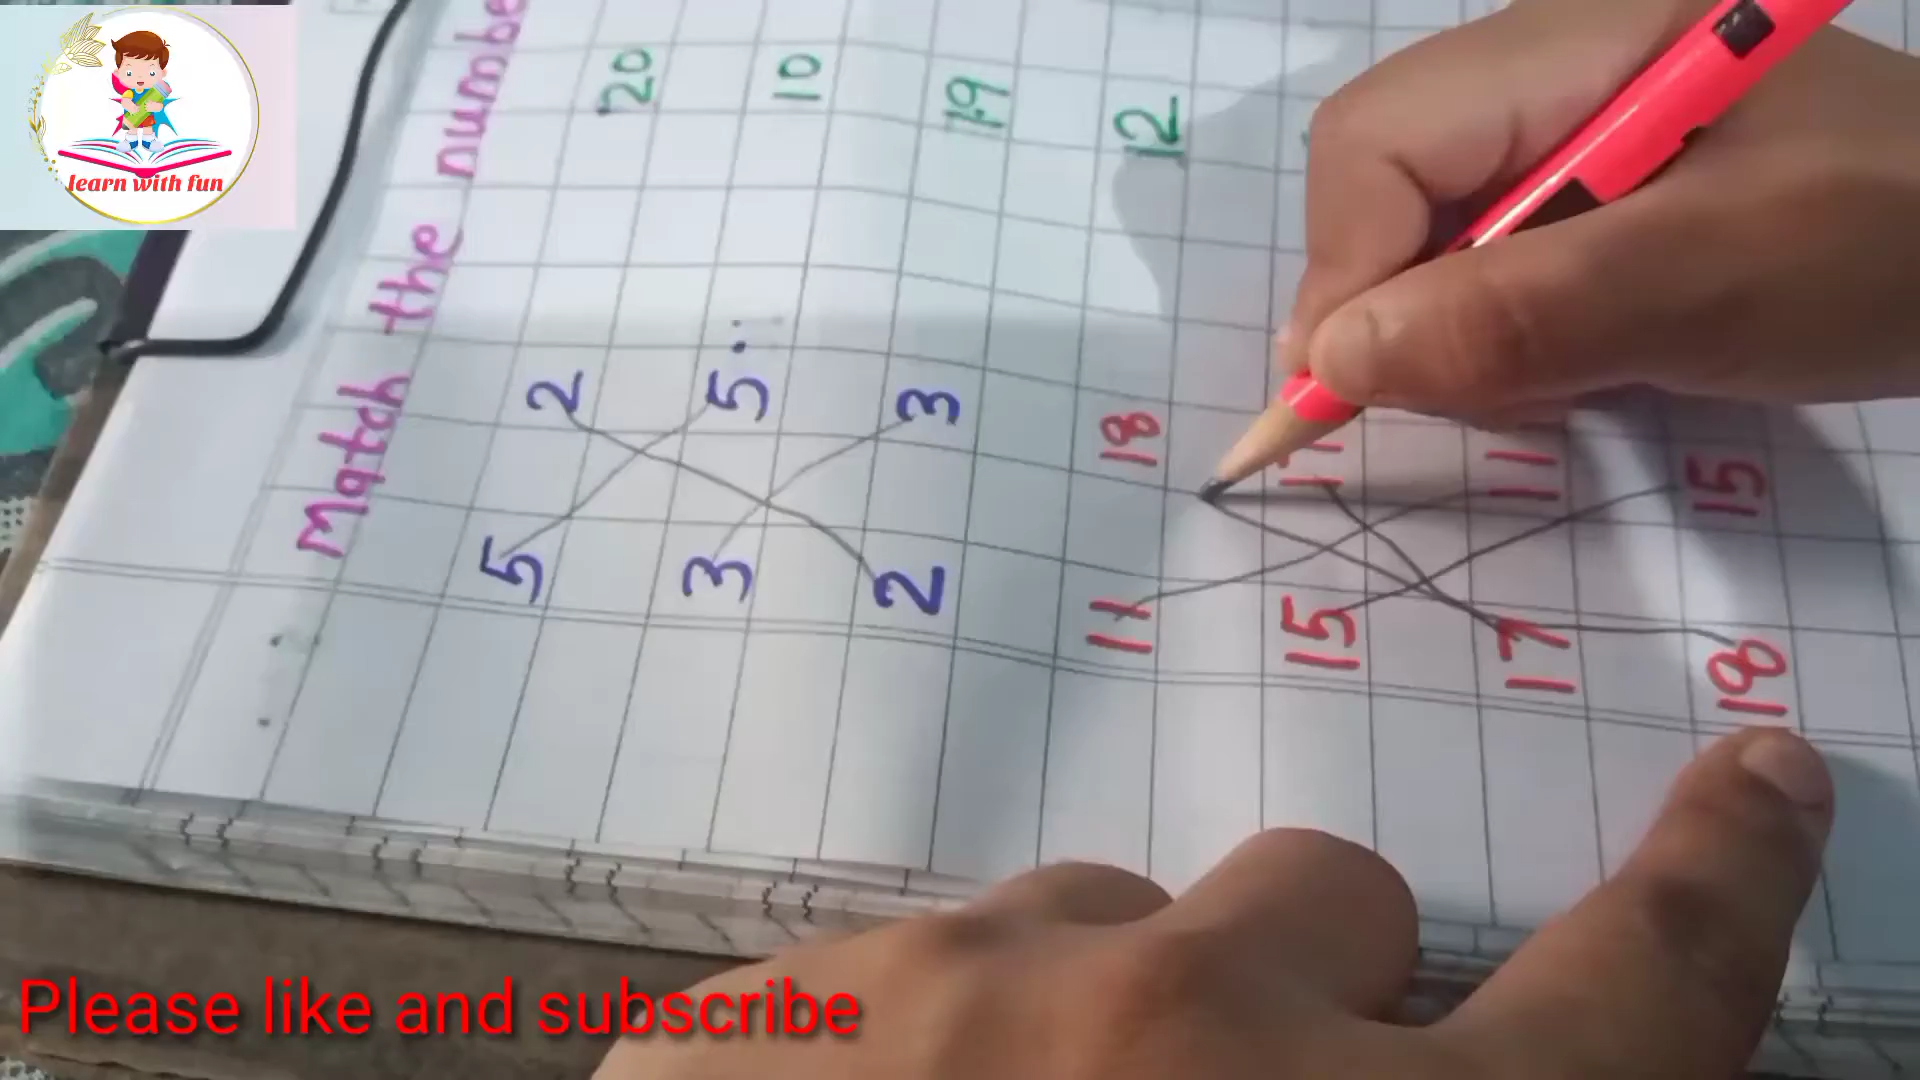 learn with fun
Match the numbe
5 2 20
3 5 10
2 3 19
11 18 12
15 17
17 11
18 15
Please like and subscribe